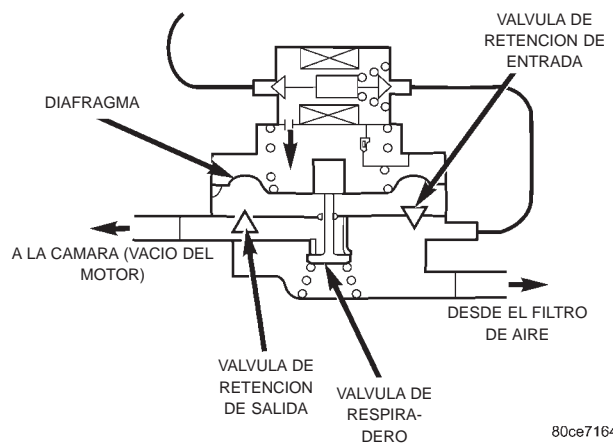 VALVULA DE
RETENCION DE
ENTRADA
DIAFRAGMA
A LA CAMARA (VACIO DEL
MOTOR)
DESDE EL FILTRO
DE AIRE
VALVULA DE
RETENCION
DE SALIDA
VALVULA DE
RESPIRA-
DERO
80ce7164